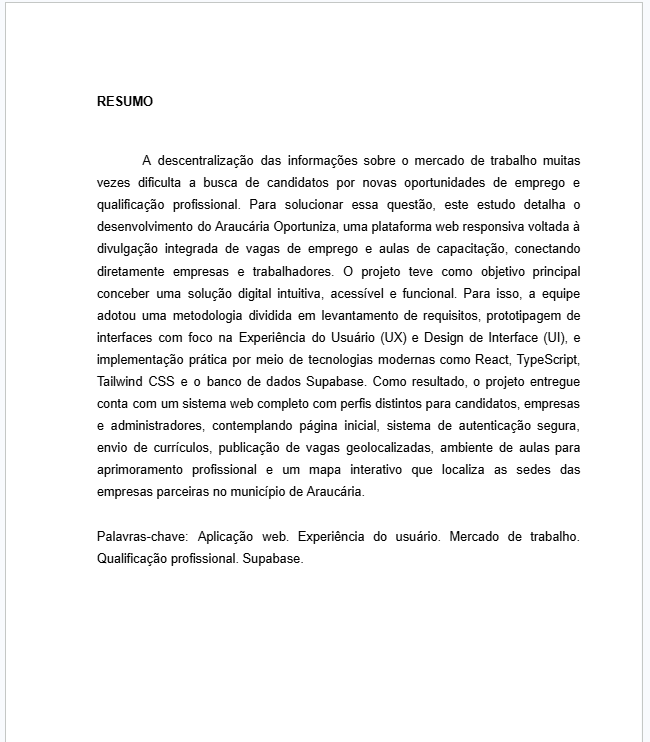 RESUMO
A descentralização das informações sobre o mercado de trabalho muitas
vezes dificulta a busca de candidatos por novas oportunidades de emprego e
qualificação profissional. Para solucionar essa questão, este estudo detalha o
desenvolvimento do Araucária Oportuniza, uma plataforma web responsiva voltada à
divulgação integrada de vagas de emprego e aulas de capacitação, conectando
diretamente empresas e trabalhadores. O projeto teve como objetivo principal
conceber uma solução digital intuitiva, acessível e funcional. Para isso, a equipe
adotou uma metodologia dividida em levantamento de requisitos, prototipagem de
interfaces com foco na Experiência do Usuário (UX) e Design de Interface (UI), e
implementação prática por meio de tecnologias modernas como React, TypeScript,
Tailwind CSS e o banco de dados Supabase. Como resultado, o projeto entregue
conta com um sistema web completo com perfis distintos para candidatos, empresas
e administradores, contemplando página inicial, sistema de autenticação segura,
envio de currículos, publicação de vagas geolocalizadas, ambiente de aulas para
aprimoramento profissional e um mapa interativo que localiza as sedes das
empresas parceiras no município de Araucária.
Palavras-chave: Aplicação web. Experiência do usuário. Mercado de trabalho.
Qualificação profissional. Supabase.